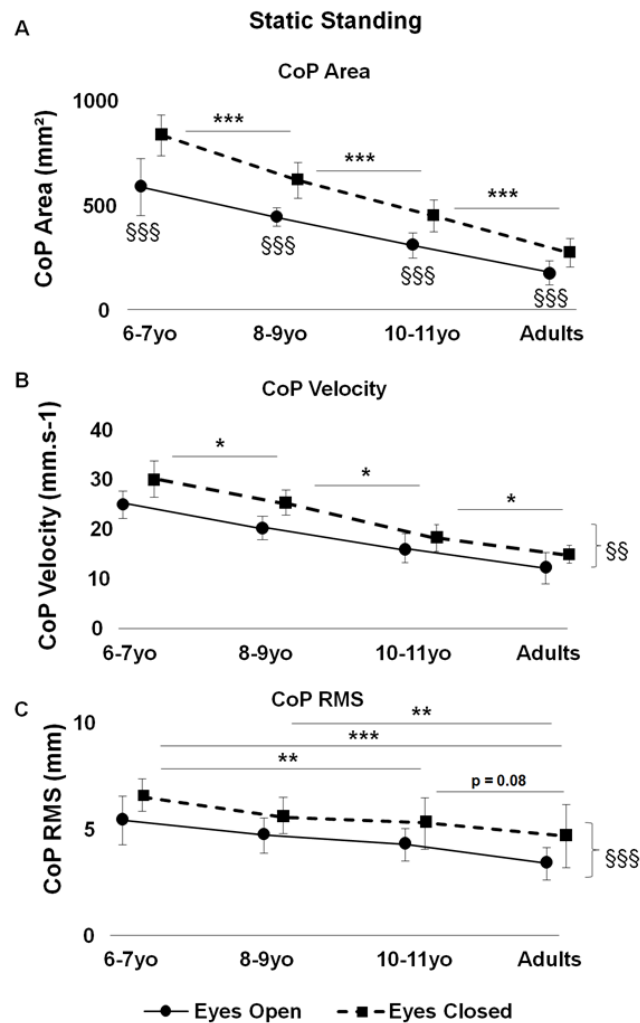 Static Standing
A
CoP Area
CoP Area (mm²)
1000
500
0
***
***
***
§§§
§§§
§§§
§§§
6-7yo 8-9yo 10-11yo Adults
B
CoP Velocity
CoP Velocity (mm.s-1)
40
30
20
10
0
*
*
*
§§
6-7yo 8-9yo 10-11yo Adults
C
CoP RMS
CoP RMS (mm)
10
5
0
**
***
**
p = 0.08
§§§
6-7yo 8-9yo 10-11yo Adults
Eyes Open Eyes Closed